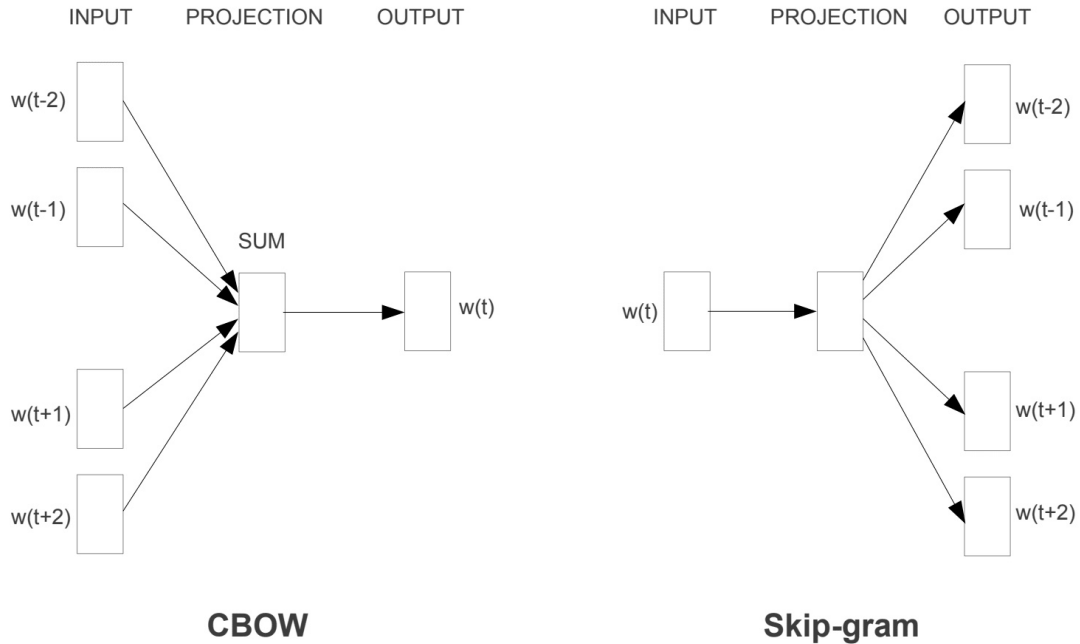 INPUT PROJECTION OUTPUT
w(t-2)
w(t-1)
SUM
w(t)
w(t+1)
w(t+2)
CBOW
INPUT PROJECTION OUTPUT
w(t-2)
w(t-1)
w(t)
w(t+1)
w(t+2)
Skip-gram